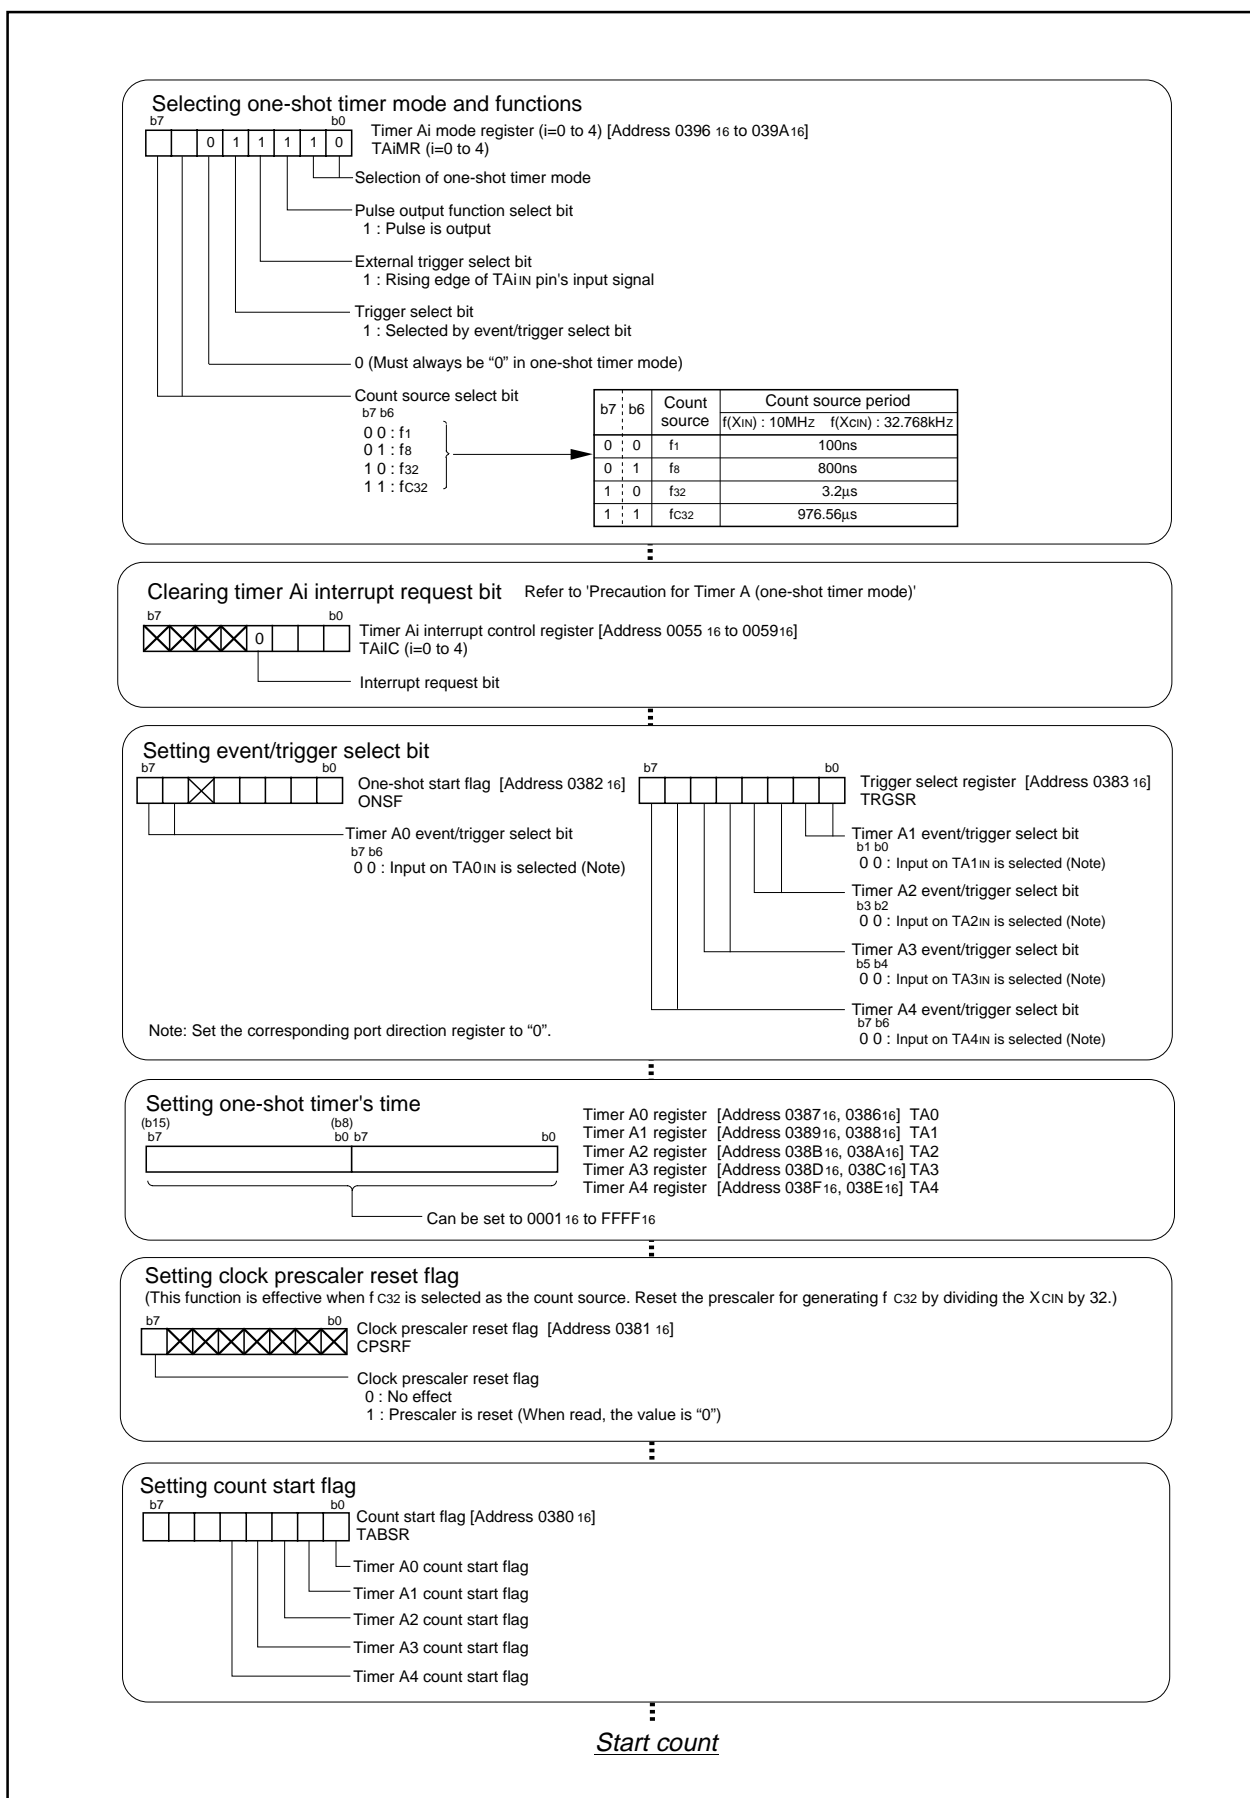 Selecting one-shot timer mode and functions
b7 b0
0 1 1 1 1 0
Timer Ai mode register (i=0 to 4) [Address 0396 16 to 039A16]
TAiMR (i=0 to 4)
Selection of one-shot timer mode
Pulse output function select bit
1 : Pulse is output
External trigger select bit
1 : Rising edge of TAiIN pin's input signal
Trigger select bit
1 : Selected by event/trigger select bit
0 (Must always be “0” in one-shot timer mode)
Count source select bit
b7 b6
0 0 : f1
0 1 : f8
1 0 : f32
1 1 : fC32
b7 b6 Count source Count source period
f(XIN) : 10MHZ f(XCIN) : 32.768kHZ
0 0 f1 100ns
0 1 f8 800ns
1 0 f32 3.2µs
1 1 fC32 976.56µs
Clearing timer Ai interrupt request bit Refer to 'Precaution for Timer A (one-shot timer mode)'
b7 b0
0
Timer Ai interrupt control register [Address 0055 16 to 005916]
TAiIC (i=0 to 4)
Interrupt request bit
Setting event/trigger select bit
b7 b0
One-shot start flag [Address 0382 16]
ONSF
Timer A0 event/trigger select bit
b7 b6
0 0 : Input on TA0IN is selected (Note)
b7 b0
Trigger select register [Address 0383 16]
TRGSR
Timer A1 event/trigger select bit
b1 b0
0 0 : Input on TA1IN is selected (Note)
Timer A2 event/trigger select bit
b3 b2
0 0 : Input on TA2IN is selected (Note)
Timer A3 event/trigger select bit
b5 b4
0 0 : Input on TA3IN is selected (Note)
Timer A4 event/trigger select bit
b7 b6
0 0 : Input on TA4IN is selected (Note)
Note: Set the corresponding port direction register to “0”.
Setting one-shot timer's time
(b15) (b8)
b7 b0 b7 b0
Timer A0 register [Address 038716, 038616] TA0
Timer A1 register [Address 038916, 038816] TA1
Timer A2 register [Address 038B16, 038A16] TA2
Timer A3 register [Address 038D16, 038C16] TA3
Timer A4 register [Address 038F16, 038E16] TA4
Can be set to 0001 16 to FFFF16
Setting clock prescaler reset flag
(This function is effective when f C32 is selected as the count source. Reset the prescaler for generating f C32 by dividing the XCIN by 32.)
b7 b0
Clock prescaler reset flag [Address 0381 16]
CPSRF
Clock prescaler reset flag
0 : No effect
1 : Prescaler is reset (When read, the value is “0”)
Setting count start flag
b7 b0
Count start flag [Address 0380 16]
TABSR
Timer A0 count start flag
Timer A1 count start flag
Timer A2 count start flag
Timer A3 count start flag
Timer A4 count start flag
Start count